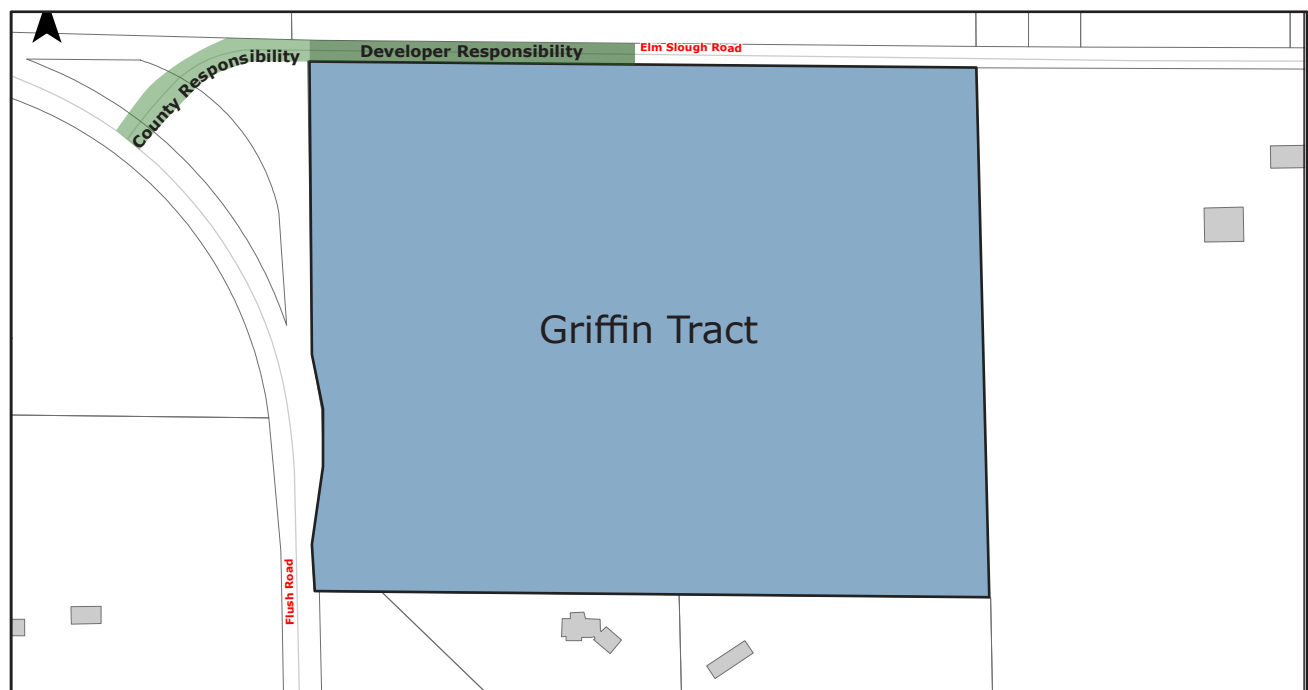 Developer Responsibility
Elm Slough Road
County Responsibility
Griffin Tract
Flush Road